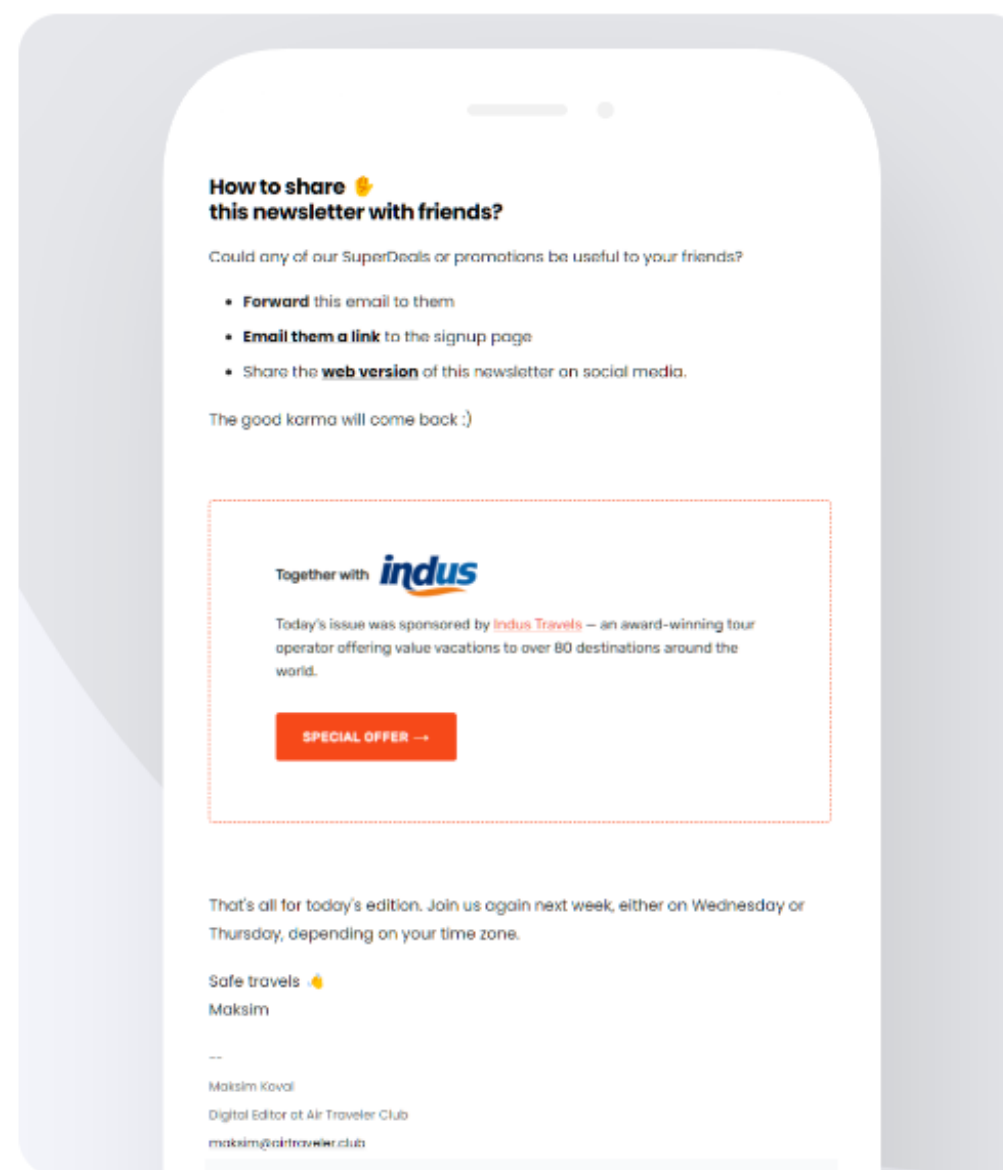 How to share ✋
this newsletter with friends?
Could any of our SuperDeals or promotions be useful to your friends?
• Forward this email to them
• Email them a link to the signup page
• Share the web version of this newsletter on social media.
The good karma will come back :)
Together with indus
Today's issue was sponsored by Indus Travels – an award-winning tour
operator offering value vacations to over 80 destinations around the
world.
SPECIAL OFFER →
That's all for today's edition. Join us again next week, either on Wednesday or
Thursday, depending on your time zone.
Safe travels 👋
Maksim
--
Maksim Koval
Digital Editor at Air Traveler Club
maksim@airtraveler.club